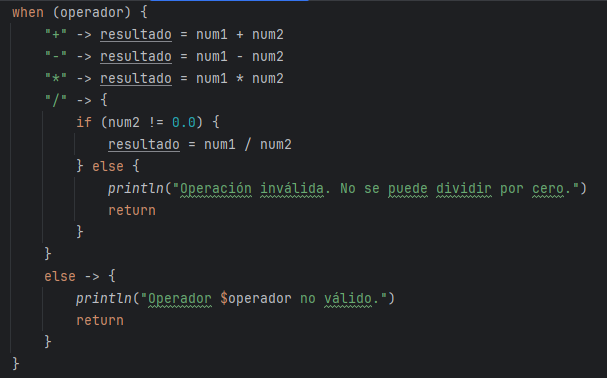 when (operador) {
    "+" -> resultado = num1 + num2
    "-" -> resultado = num1 - num2
    "*" -> resultado = num1 * num2
    "/" -> {
        if (num2 != 0.0) {
            resultado = num1 / num2
        } else {
            println("Operación inválida. No se puede dividir por cero.")
            return
        }
    }
    else -> {
        println("Operador $operador no válido.")
        return
    }
}